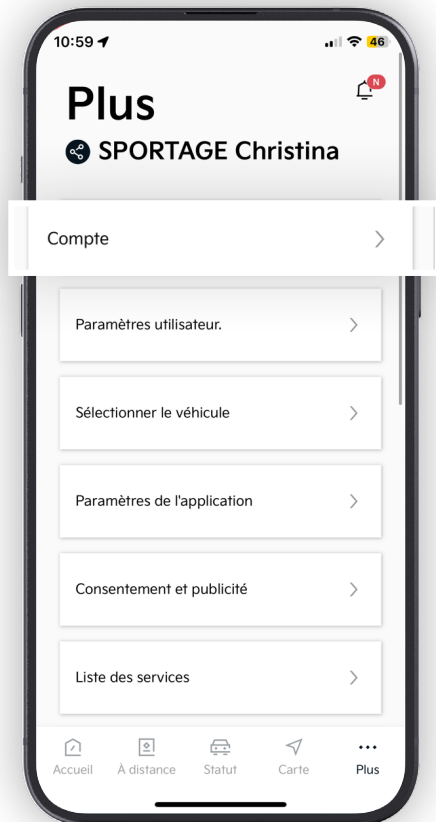 10:59
46
N
Plus
SPORTAGE Christina
Compte
Paramètres utilisateur.
Sélectionner le véhicule
Paramètres de l'application
Consentement et publicité
Liste des services
Accueil À distance Statut Carte Plus